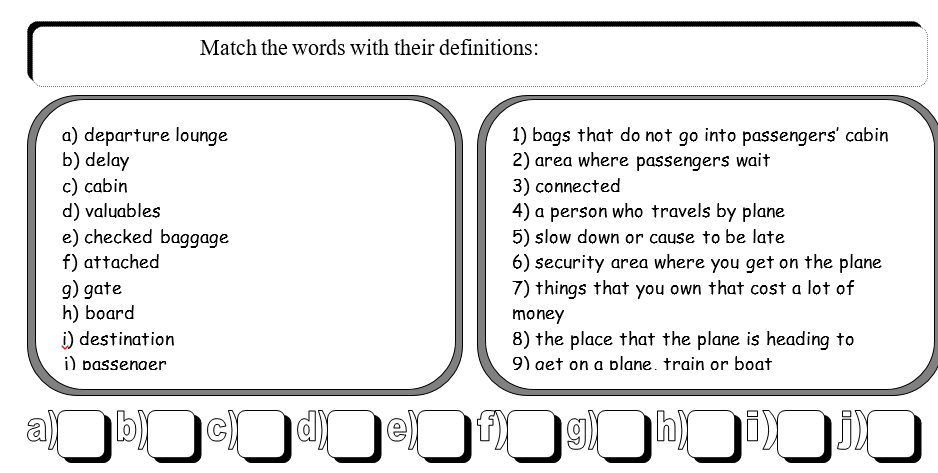 Match the words with their definitions:
a) departure lounge
b) delay
c) cabin
d) valuables
e) checked baggage
f) attached
g) gate
h) board
i) destination
j) passenger
1) bags that do not go into passengers' cabin
2) area where passengers wait
3) connected
4) a person who travels by plane
5) slow down or cause to be late
6) security area where you get on the plane
7) things that you own that cost a lot of
money
8) the place that the plane is heading to
9) get on a plane, train or boat
a) b) c) d) e) f) g) h) i) j)